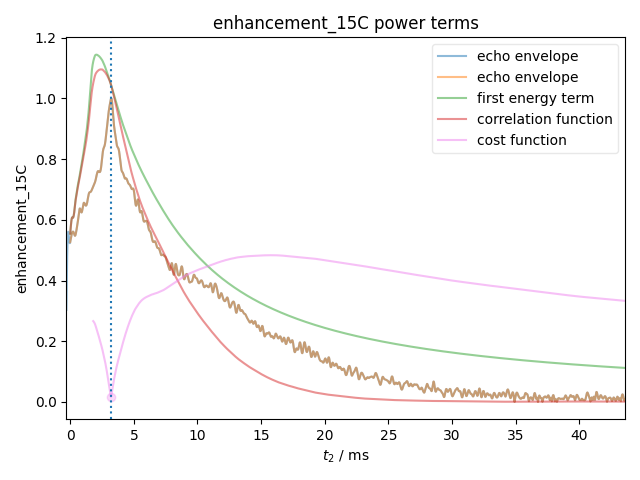 enhancement_15C power terms
echo envelope
echo envelope
first energy term
correlation function
cost function
enhancement_15C
1.2
1.0
0.8
0.6
0.4
0.2
0.0
0 5 10 15 20 25 30 35 40
t₂ / ms